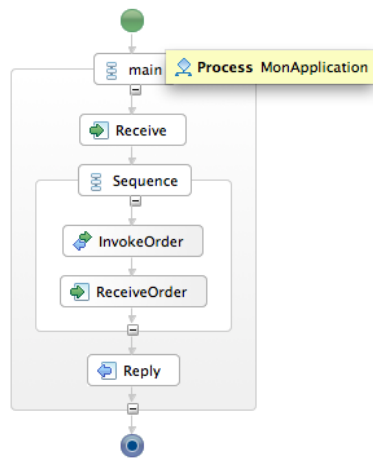 main
Process MonApplication
Receive
Sequence
InvokeOrder
ReceiveOrder
Reply